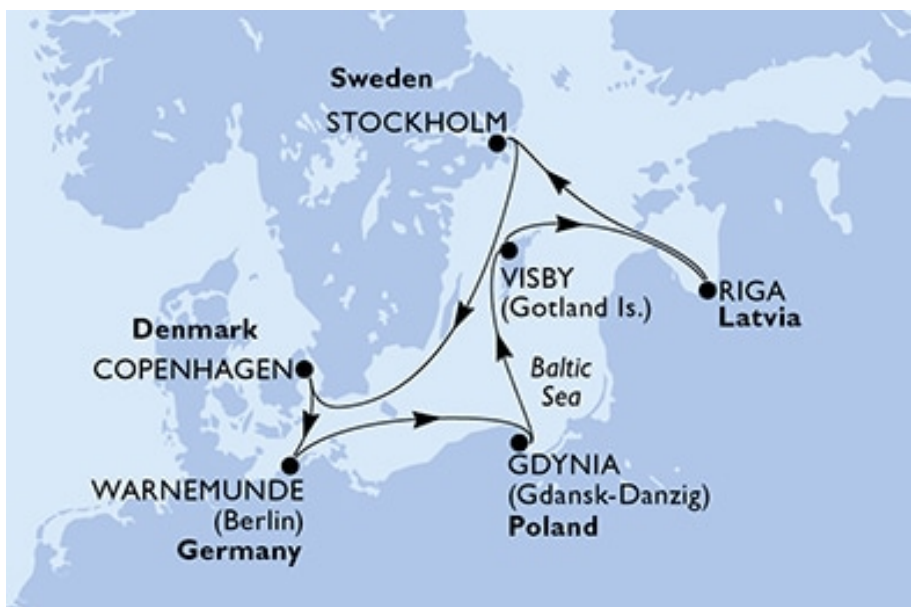 Sweden
STOCKHOLM
VISBY
(Gotland Is.)
RIGA
Latvia
Denmark
COPENHAGEN
Baltic
Sea
WARNEMUNDE
(Berlin)
Germany
GDYNIA
(Gdansk-Danzig)
Poland